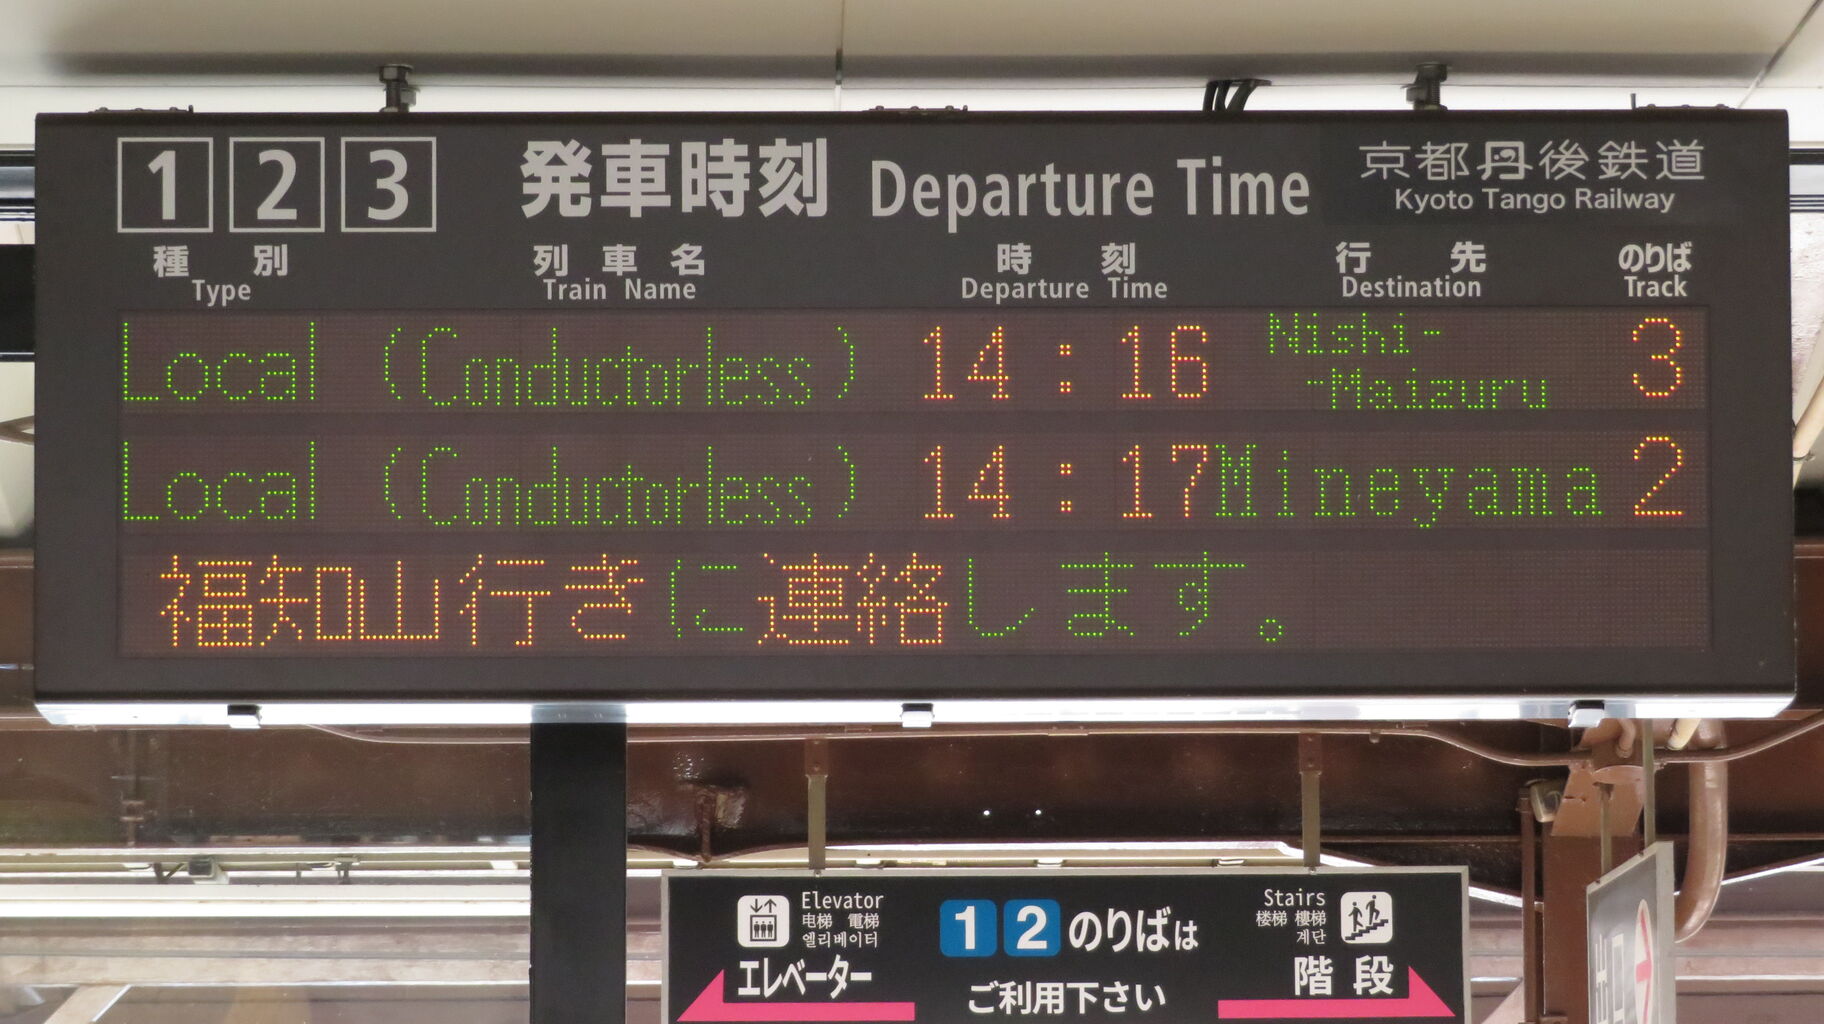 1 2 3 発車時刻 Departure Time 京都丹後鉄道
Kyoto Tango Railway
種別 列車名 時刻 行先 のりば
Type Train Name Departure Time Destination Track
Local (Conductorless) 14:16 Nishi-
-Maizuru 3
Local (Conductorless) 14:17 Mineyama 2
福知山行きに連絡します。
Elevator
电梯 電梯
엘리베이터
エレベーター
1 2 のりばは
ご利用下さい
Stairs
楼梯 樓梯
계단
階段